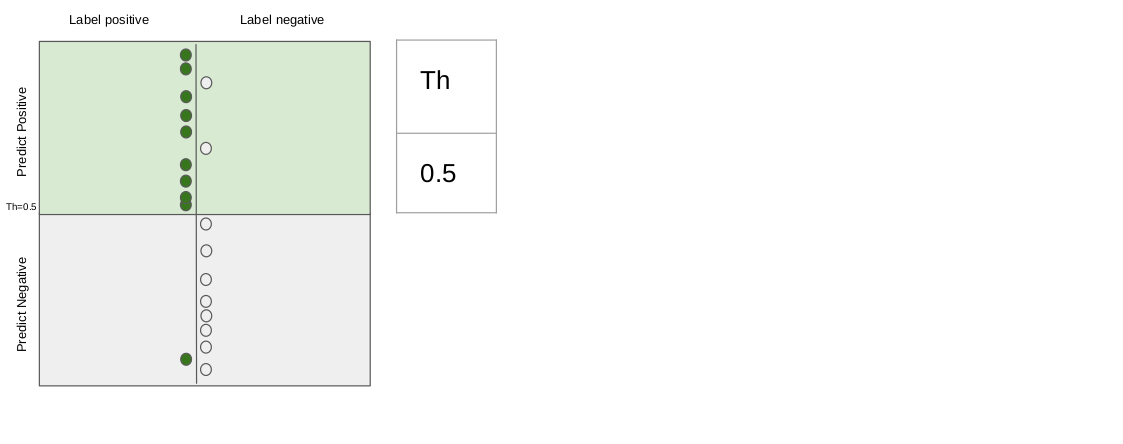 Label positive
Label negative
Predict Positive
Th=0.5
Predict Negative
Th
0.5